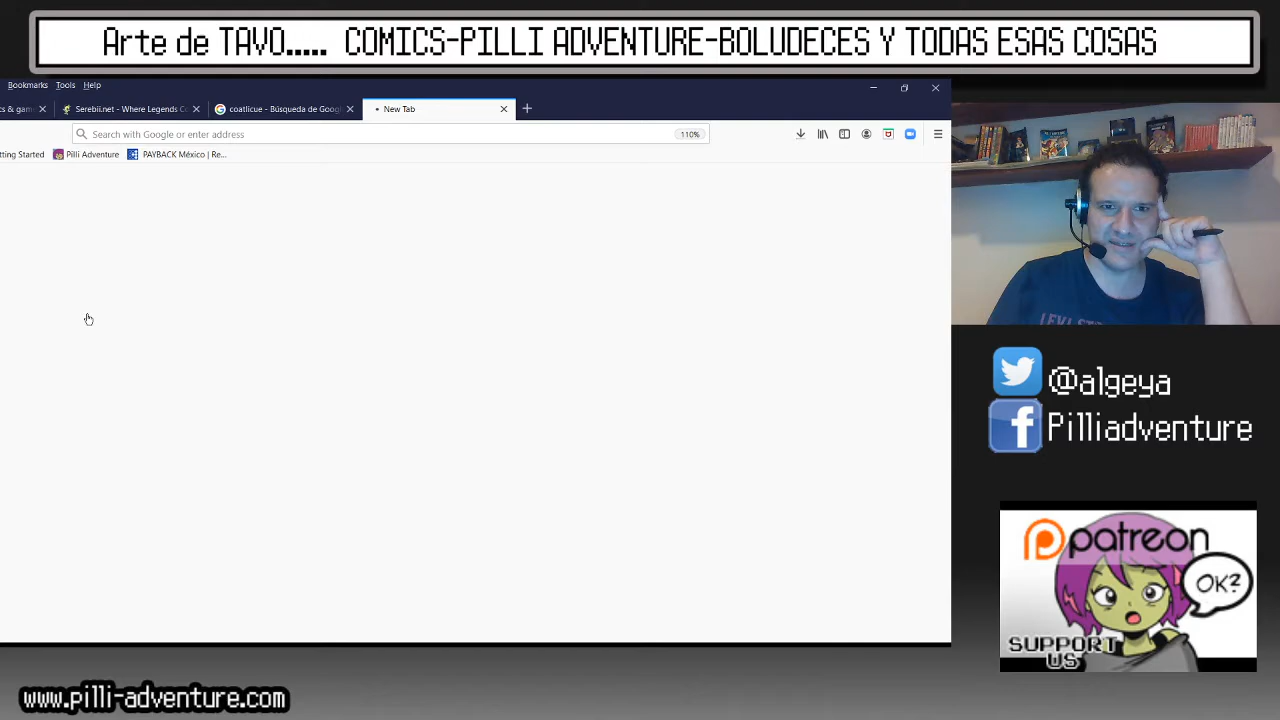 Arte de TAVO..... COMICS-PILLI ADVENTURE-BOLUDECES Y TODAS ESAS COSAS
Bookmarks Tools Help
Serebii.net - Where Legends C
coatlicue - Búsqueda de Goog
New Tab
Search with Google or enter address
110%
tting Started
Pilli Adventure
PAYBACK México | Re...
LEVI STR
@algeya
Pilliadventure
patreon
OK?
SUPPORT
US
www.pilli-adventure.com